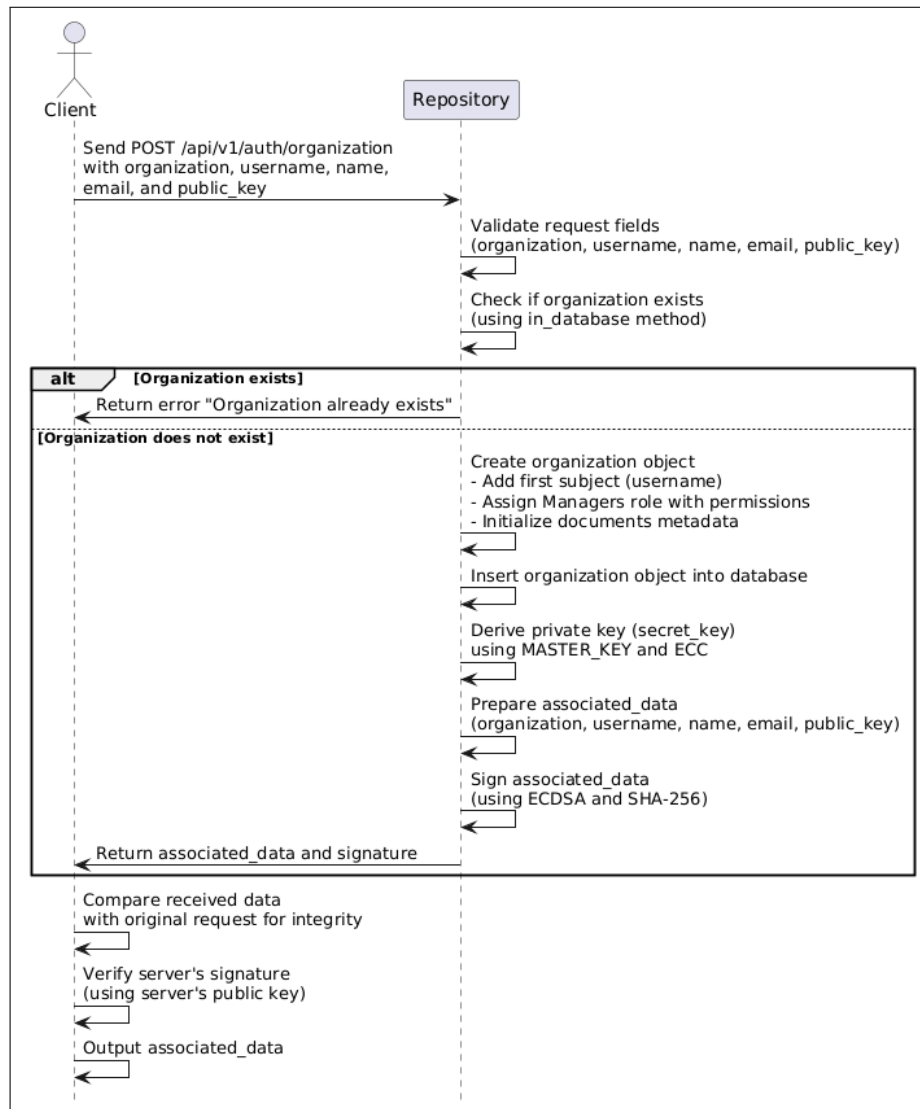 Client
Repository
Send POST /api/v1/auth/organization
with organization, username, name,
email, and public_key
Validate request fields
(organization, username, name, email, public_key)
Check if organization exists
(using in_database method)
alt [Organization exists]
Return error "Organization already exists"
[Organization does not exist]
Create organization object
- Add first subject (username)
- Assign Managers role with permissions
- Initialize documents metadata
Insert organization object into database
Derive private key (secret_key)
using MASTER_KEY and ECC
Prepare associated_data
(organization, username, name, email, public_key)
Sign associated_data
(using ECDSA and SHA-256)
Return associated_data and signature
Compare received data
with original request for integrity
Verify server's signature
(using server's public key)
Output associated_data